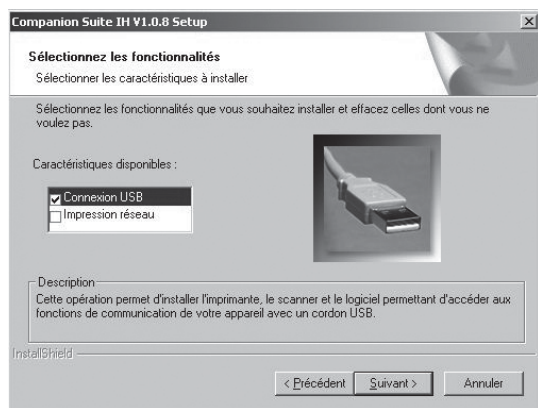 Companion Suite IH V1.0.8 Setup
Sélectionnez les fonctionnalités
Sélectionner les caractéristiques à installer
Sélectionnez les fonctionnalités que vous souhaitez installer et effacez celles dont vous ne
voulez pas.
Caractéristiques disponibles :
Connexion USB
Impression réseau
Description
Cette opération permet d'installer l'imprimante, le scanner et le logiciel permettant d'accéder aux
fonctions de communication de votre appareil avec un cordon USB.
InstallShield
< Précédent
Suivant >
Annuler